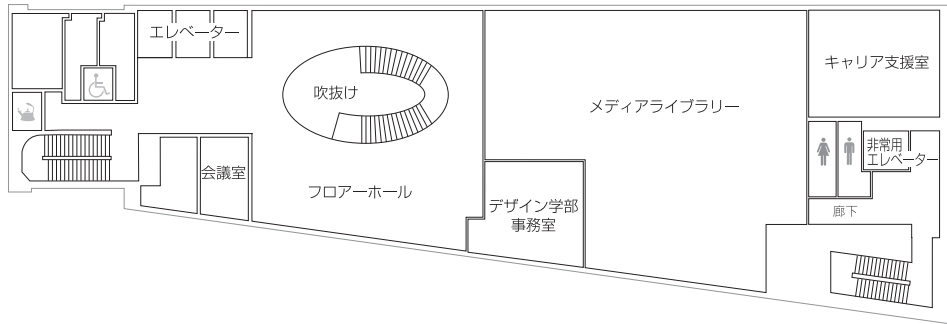 エレベーター
キャリア支援室
吹抜け
メディアライブラリー
非常用
エレベーター
会議室
フロアーホール
デザイン学部
事務室
廊下